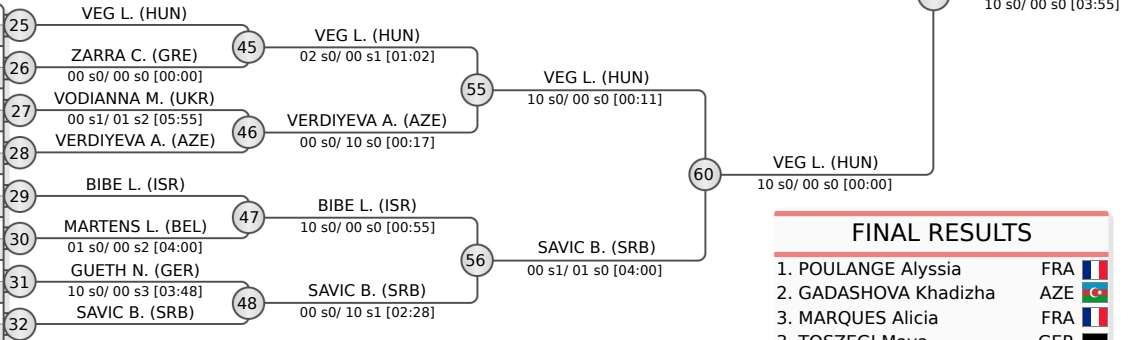 10 s0/ 00 s0 [03:55]
25
VEG L. (HUN)
26
ZARRA C. (GRE)
00 s0/ 00 s0 [00:00]
45
VEG L. (HUN)
02 s0/ 00 s1 [01:02]
27
VODIANNA M. (UKR)
00 s1/ 01 s2 [05:55]
28
VERDIYEVA A. (AZE)
46
VERDIYEVA A. (AZE)
00 s0/ 10 s0 [00:17]
55
VEG L. (HUN)
10 s0/ 00 s0 [00:11]
29
BIBE L. (ISR)
30
MARTENS L. (BEL)
01 s0/ 00 s2 [04:00]
47
BIBE L. (ISR)
10 s0/ 00 s0 [00:55]
31
GUETH N. (GER)
10 s0/ 00 s3 [03:48]
32
SAVIC B. (SRB)
48
SAVIC B. (SRB)
00 s0/ 10 s1 [02:28]
56
SAVIC B. (SRB)
00 s1/ 01 s0 [04:00]
60
VEG L. (HUN)
10 s0/ 00 s0 [00:00]
FINAL RESULTS
1. POULANGE Alyssia FRA
2. GADASHOVA Khadizha AZE
3. MARQUES Alicia FRA
3. TOSZEGI Maya GER